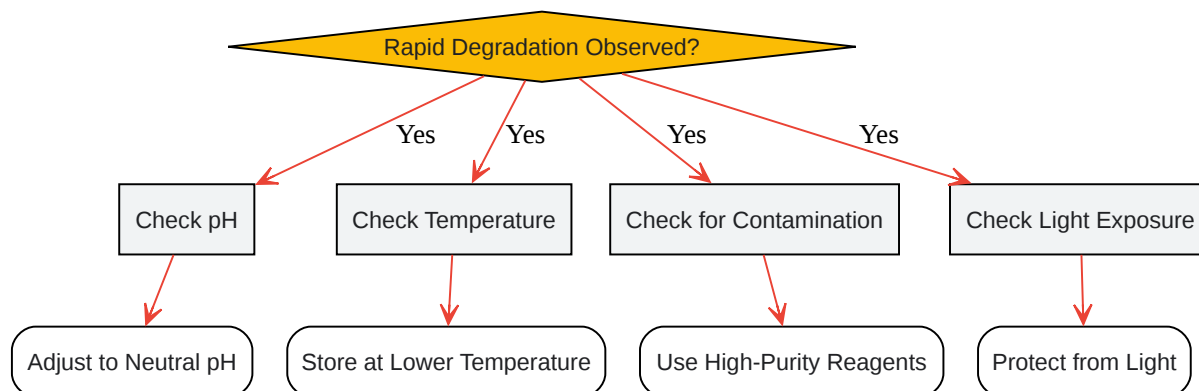 Rapid Degradation Observed?
Yes
Yes
Yes
Yes
Check pH
Check Temperature
Check for Contamination
Check Light Exposure
Adjust to Neutral pH
Store at Lower Temperature
Use High-Purity Reagents
Protect from Light